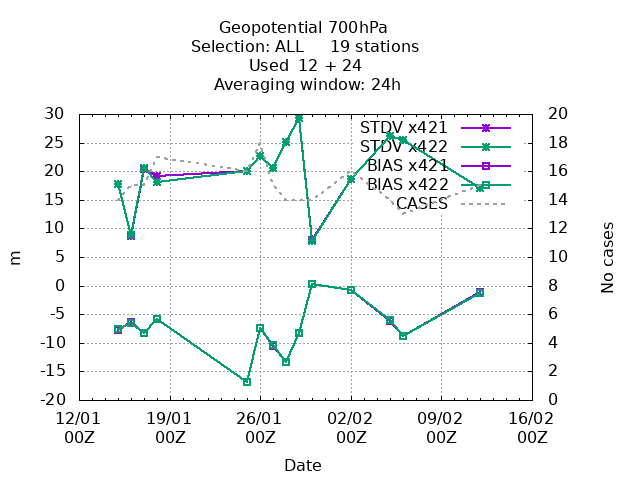 Geopotential 700hPa
Selection: ALL 19 stations
Used 12 + 24
Averaging window: 24h
30 20
25 18
20 16
15 14
10 12
5 10
0 8
-5 6
-10 4
-15 2
-20 0
STDV x421
STDV x422
BIAS x421
BIAS x422
CASES
m
No cases
12/01 19/01 26/01 02/02 09/02 16/02
00Z 00Z 00Z 00Z 00Z 00Z
Date